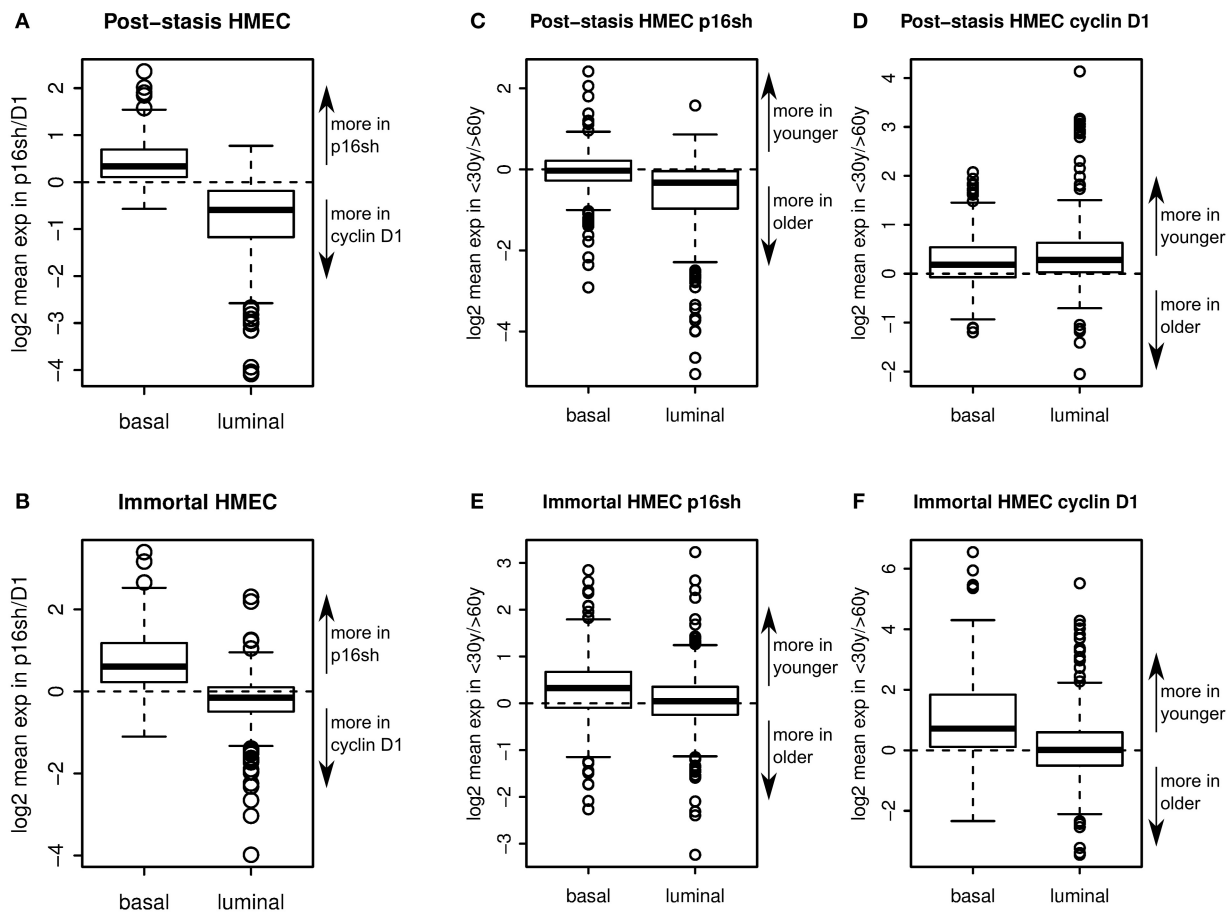 A Post−stasis HMEC
log2 mean exp in p16sh/D1
2
1
0
−1
−2
−3
−4
more in
p16sh
more in
cyclin D1
basal luminal
C Post−stasis HMEC p16sh
log2 mean exp in <30y/>60y
2
0
−2
−4
more in
younger
more in
older
basal luminal
D Post−stasis HMEC cyclin D1
log2 mean exp in <30y/>60y
4
3
2
1
0
−1
−2
more in
younger
more in
older
basal luminal
B Immortal HMEC
log2 mean exp in p16sh/D1
2
0
−2
−4
more in
p16sh
more in
cyclin D1
basal luminal
E Immortal HMEC p16sh
log2 mean exp in <30y/>60y
3
2
1
0
−1
−2
−3
more in
younger
more in
older
basal luminal
F Immortal HMEC cyclin D1
log2 mean exp in <30y/>60y
6
4
2
0
−2
more in
younger
more in
older
basal luminal